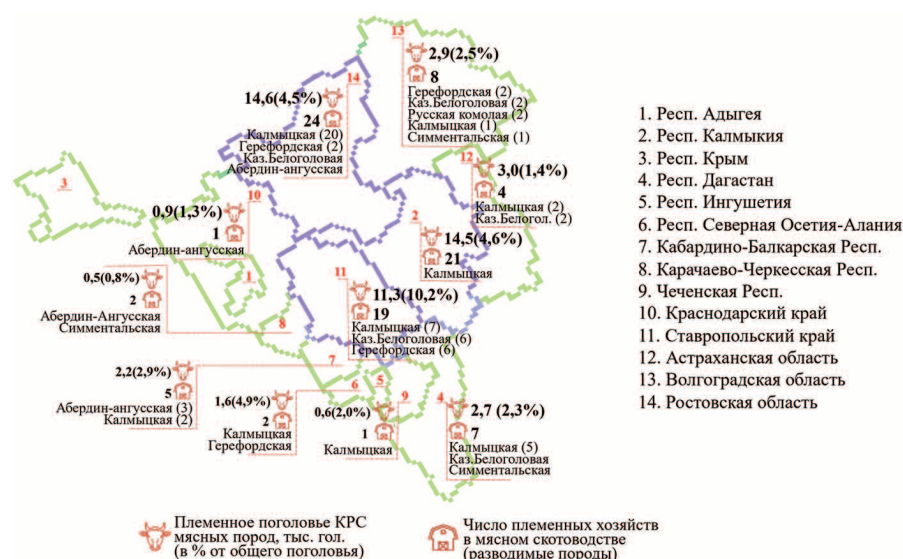 13
2,9(2,5%)
8
Герефордская (2)
Каз.Белоголовая (2)
Русская комолая (2)
Калмыцкая (1)
Симментальская (1)
14
14,6(4,5%)
24
Калмыцкая (20)
Герефордская (2)
Каз.Белоголовая
Абердин-ангусская
12
3,0(1,4%)
4
Калмыцкая (2)
Каз.Белогол. (2)
3
10
0,9(1,3%)
1
Абердин-ангусская
2
14,5(4,6%)
21
Калмыцкая
1
0,5(0,8%)
2
Абердин-Ангусская
Симментальская
8
11
11,3(10,2%)
19
Калмыцкая (7)
Каз.Белоголовая (6)
Герефордская (6)
7
2,2(2,9%)
5
Абердин-ангусская (3)
Калмыцкая (2)
6
1,6(4,9%)
2
Калмыцкая
Герефордская
5
9
0,6(2,0%)
1
Калмыцкая
4
2,7 (2,3%)
7
Калмыцкая (5)
Каз.Белоголовая
Симментальская
1. Респ. Адыгея
2. Респ. Калмыкия
3. Респ. Крым
4. Респ. Дагастан
5. Респ. Ингушетия
6. Респ. Северная Осетия-Алания
7. Кабардино-Балкарская Респ.
8. Карачаево-Черкесская Респ.
9. Чеченская Респ.
10. Краснодарский край
11. Ставропольский край
12. Астраханская область
13. Волгоградская область
14. Ростовская область
Племенное поголовье КРС
мясных пород, тыс. гол.
(в % от общего поголовья)
Число племенных хозяйств
в мясном скотоводстве
(разводимые породы)